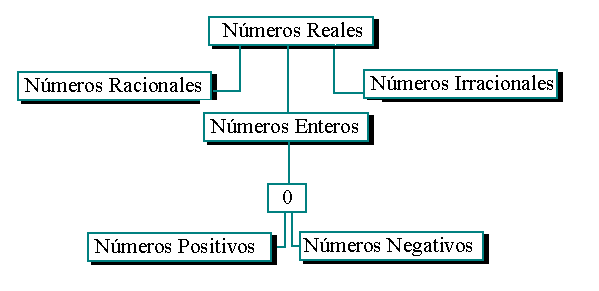 Números Reales
Números Racionales
Números Irracionales
Números Enteros
0
Números Positivos
Números Negativos